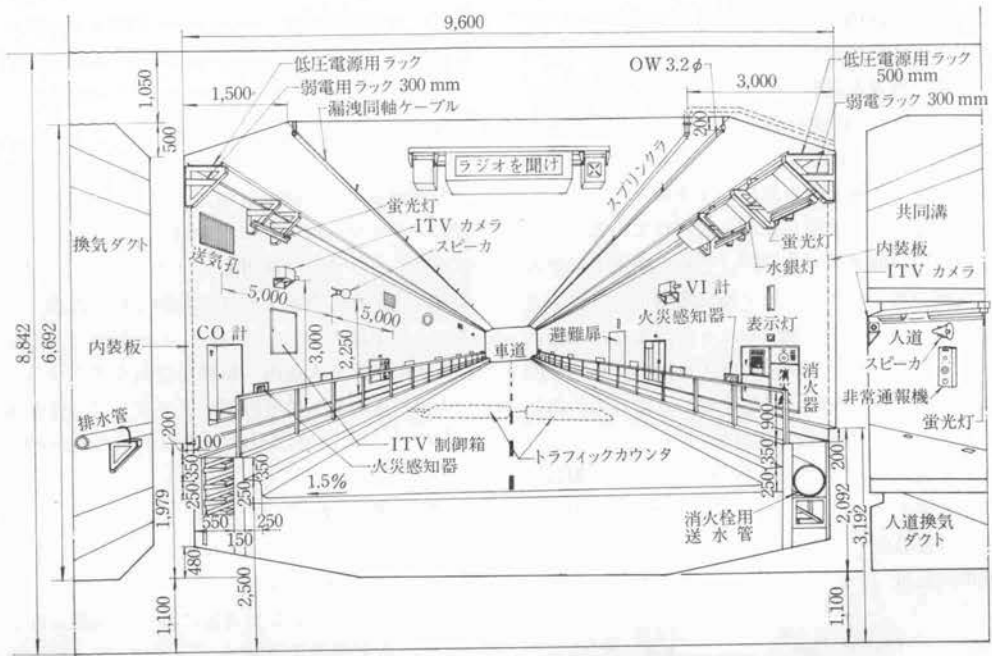 9,600
低圧電源用ラック
弱電用ラック 300 mm
漏洩同軸ケーブル
1,500
1,050
500
OW 3.2φ
3,000
200
低圧電源用ラック
500 mm
弱電ラック 300 mm
ラジオを聞け
スプリンクラ
蛍光灯
ITV カメラ
スピーカ
換気ダクト
送気孔
5,000
5,000
3,000
2,250
CO 計
内装板
8,842
6,692
蛍光灯
水銀灯
VI 計
火災感知器
避難扉
表示灯
車道
消火器
共同溝
内装板
ITV カメラ
人道
スピーカ
非常通報機
蛍光灯
排水管
200
100
350
250
350
250
ITV 制御箱
火災感知器
トラフィックカウンタ
1.5%
900
350
250
200
1,979
550
150
250
480
2,500
1,100
消火栓用
送水管
2,092
3,192
1,100
人道換気
ダクト